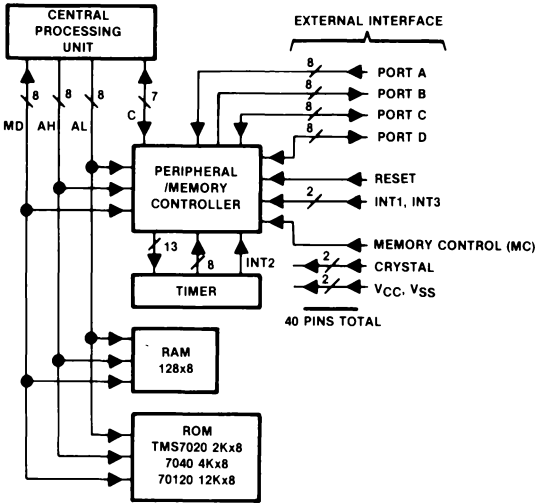 CENTRAL
PROCESSING
UNIT
EXTERNAL INTERFACE
8
8
8
7
MD
AH
AL
C
8
PORT A
8
PORT B
8
PORT C
8
PORT D
PERIPHERAL
/MEMORY
CONTROLLER
RESET
2
INT1, INT3
MEMORY CONTROL (MC)
13
8
INT2
2
CRYSTAL
2
VCC, VSS
TIMER
40 PINS TOTAL
RAM
128x8
ROM
TMS7020 2Kx8
7040 4Kx8
70120 12Kx8